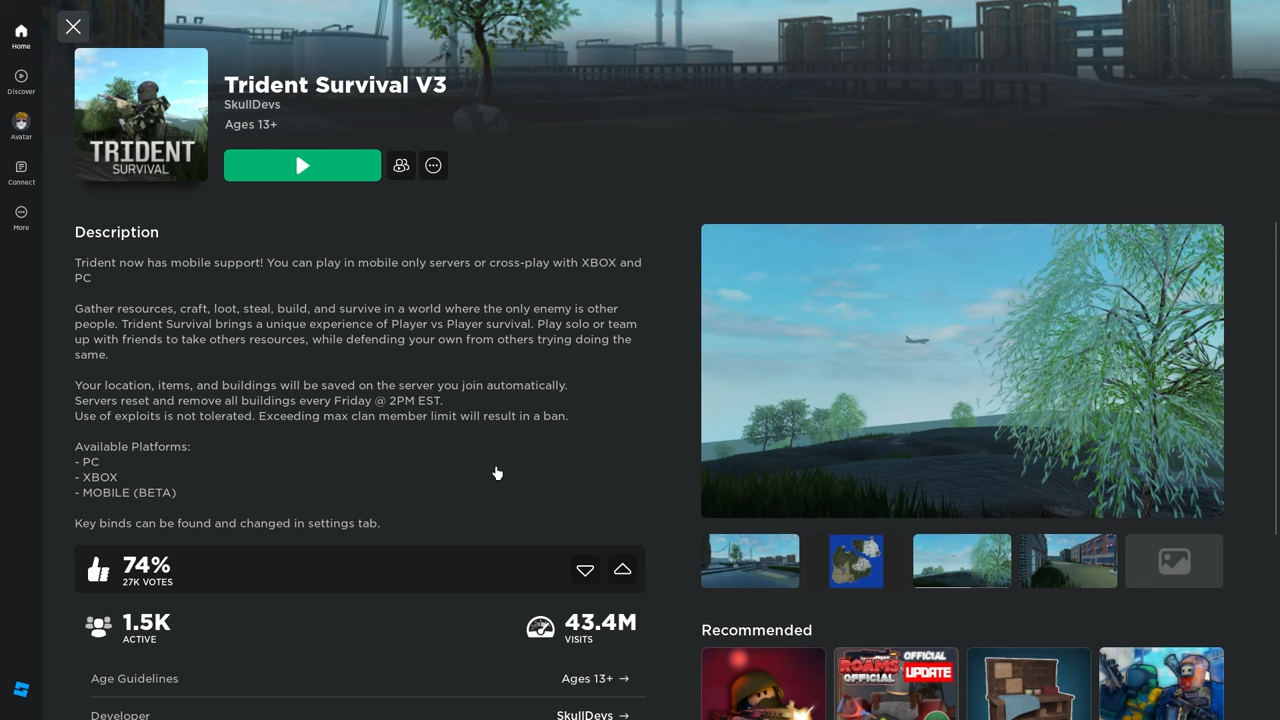 Home
Discover
Avatar
Connect
More
TRIDENT
SURVIVAL
Trident Survival V3
SkullDevs
Ages 13+
Description
Trident now has mobile support! You can play in mobile only servers or cross-play with XBOX and
PC
Gather resources, craft, loot, steal, build, and survive in a world where the only enemy is other
people. Trident Survival brings a unique experience of Player vs Player survival. Play solo or team
up with friends to take others resources, while defending your own from others trying doing the
same.
Your location, items, and buildings will be saved on the server you join automatically.
Servers reset and remove all buildings every Friday @ 2PM EST.
Use of exploits is not tolerated. Exceeding max clan member limit will result in a ban.
Available Platforms:
- PC
- XBOX
- MOBILE (BETA)
Key binds can be found and changed in settings tab.
74%
27K VOTES
1.5K
ACTIVE
43.4M
VISITS
Age Guidelines
Ages 13+ →
Developer
SkullDevs →
Recommended
ROAMS
OFFICIAL
OFFICIAL
UPDATE